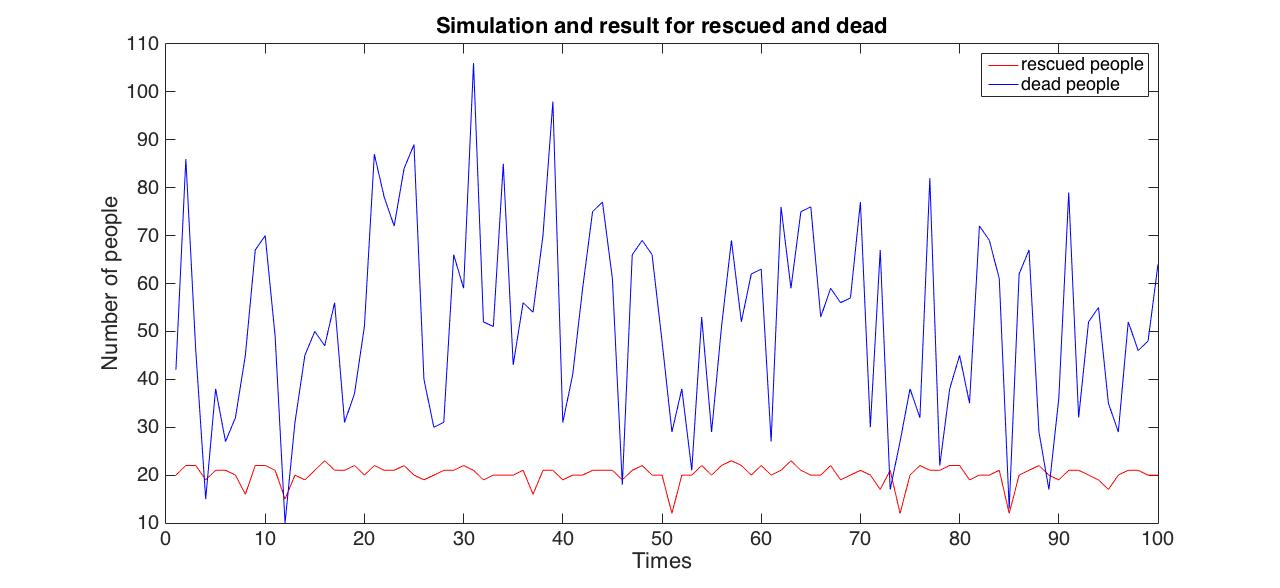 Simulation and result for rescued and dead
110
100
90
80
70
60
50
40
30
20
10
Number of people
rescued people
dead people
0 10 20 30 40 50 60 70 80 90 100
Times